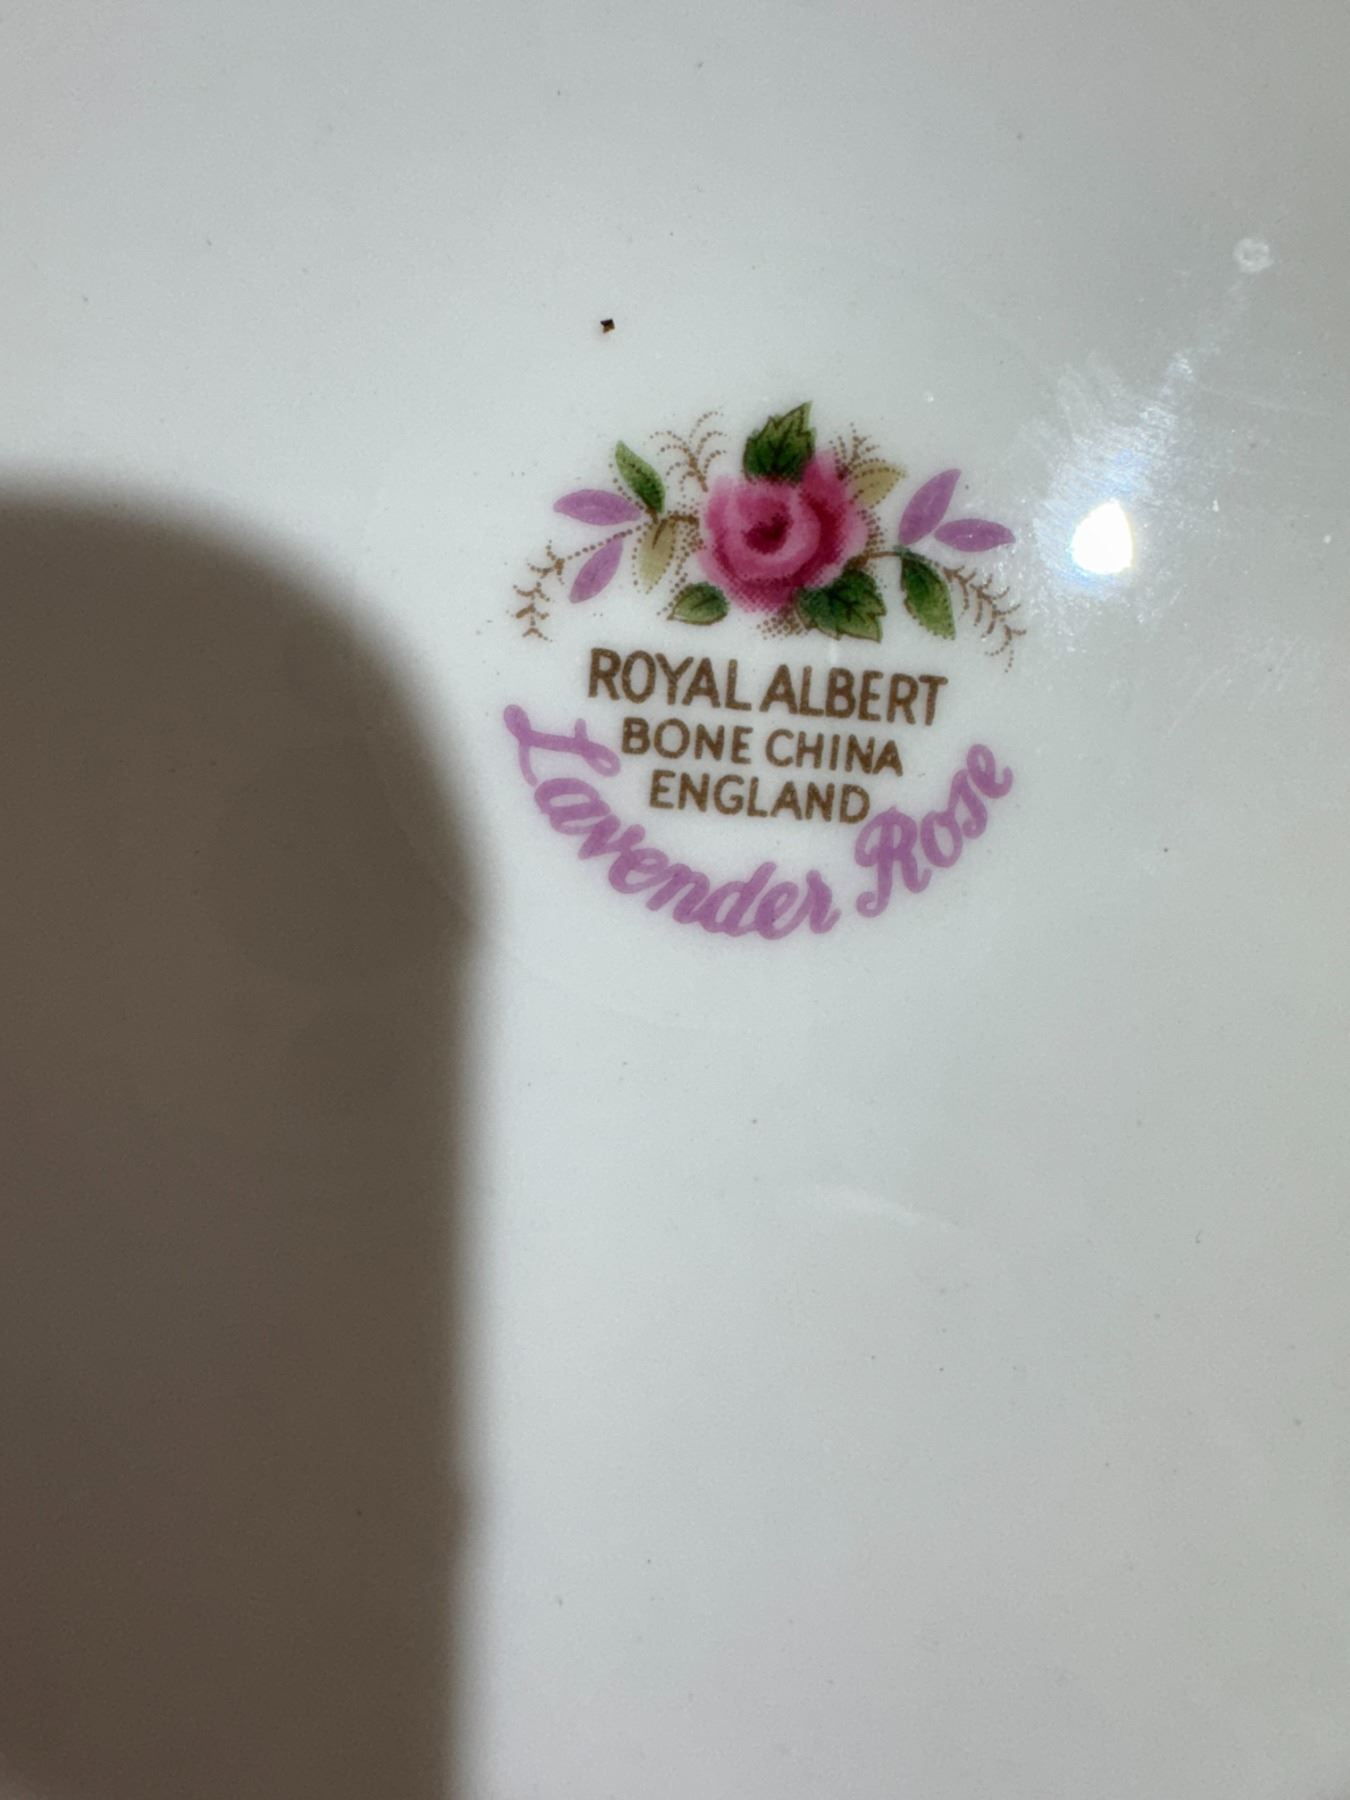 ROYAL ALBERT
BONE CHINA
ENGLAND
Lavender Rose